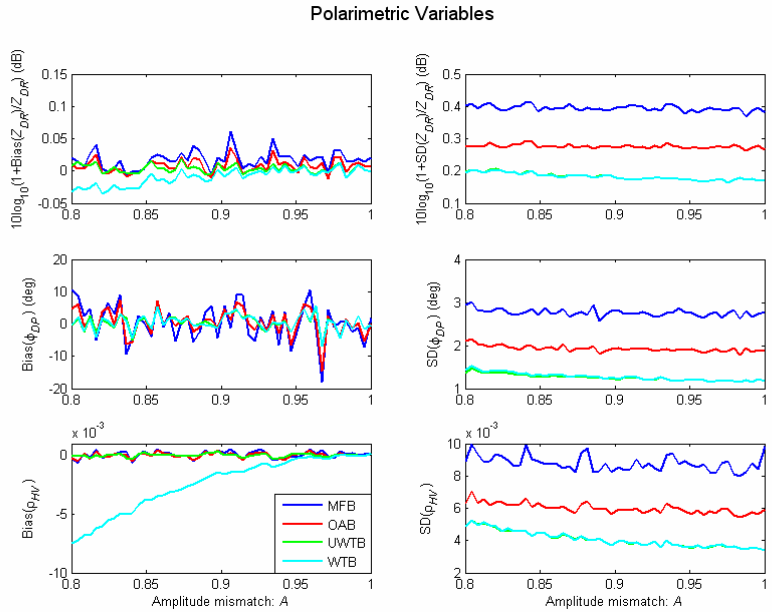 Polarimetric Variables
10log10(1+Bias(ZDR)/ZDR) (dB)
0.15
0.1
0.05
0
-0.05
0.8 0.85 0.9 0.95 1
10log10(1+SD(ZDR)/ZDR) (dB)
0.5
0.4
0.3
0.2
0.1
0.8 0.85 0.9 0.95 1
Bias(ϕDP) (deg)
20
10
0
10
20
0.8 0.85 0.9 0.95 1
SD(ϕDP) (deg)
4
3
2
1
0.8 0.85 0.9 0.95 1
Bias(ρHV)
x 10-3
0
-5
-10
0.8 0.85 0.9 0.95 1
Amplitude mismatch: A
MFB
OAB
UWTB
WTB
SD(ρHV)
x 10-3
10
8
6
4
2
0.8 0.85 0.9 0.95 1
Amplitude mismatch: A